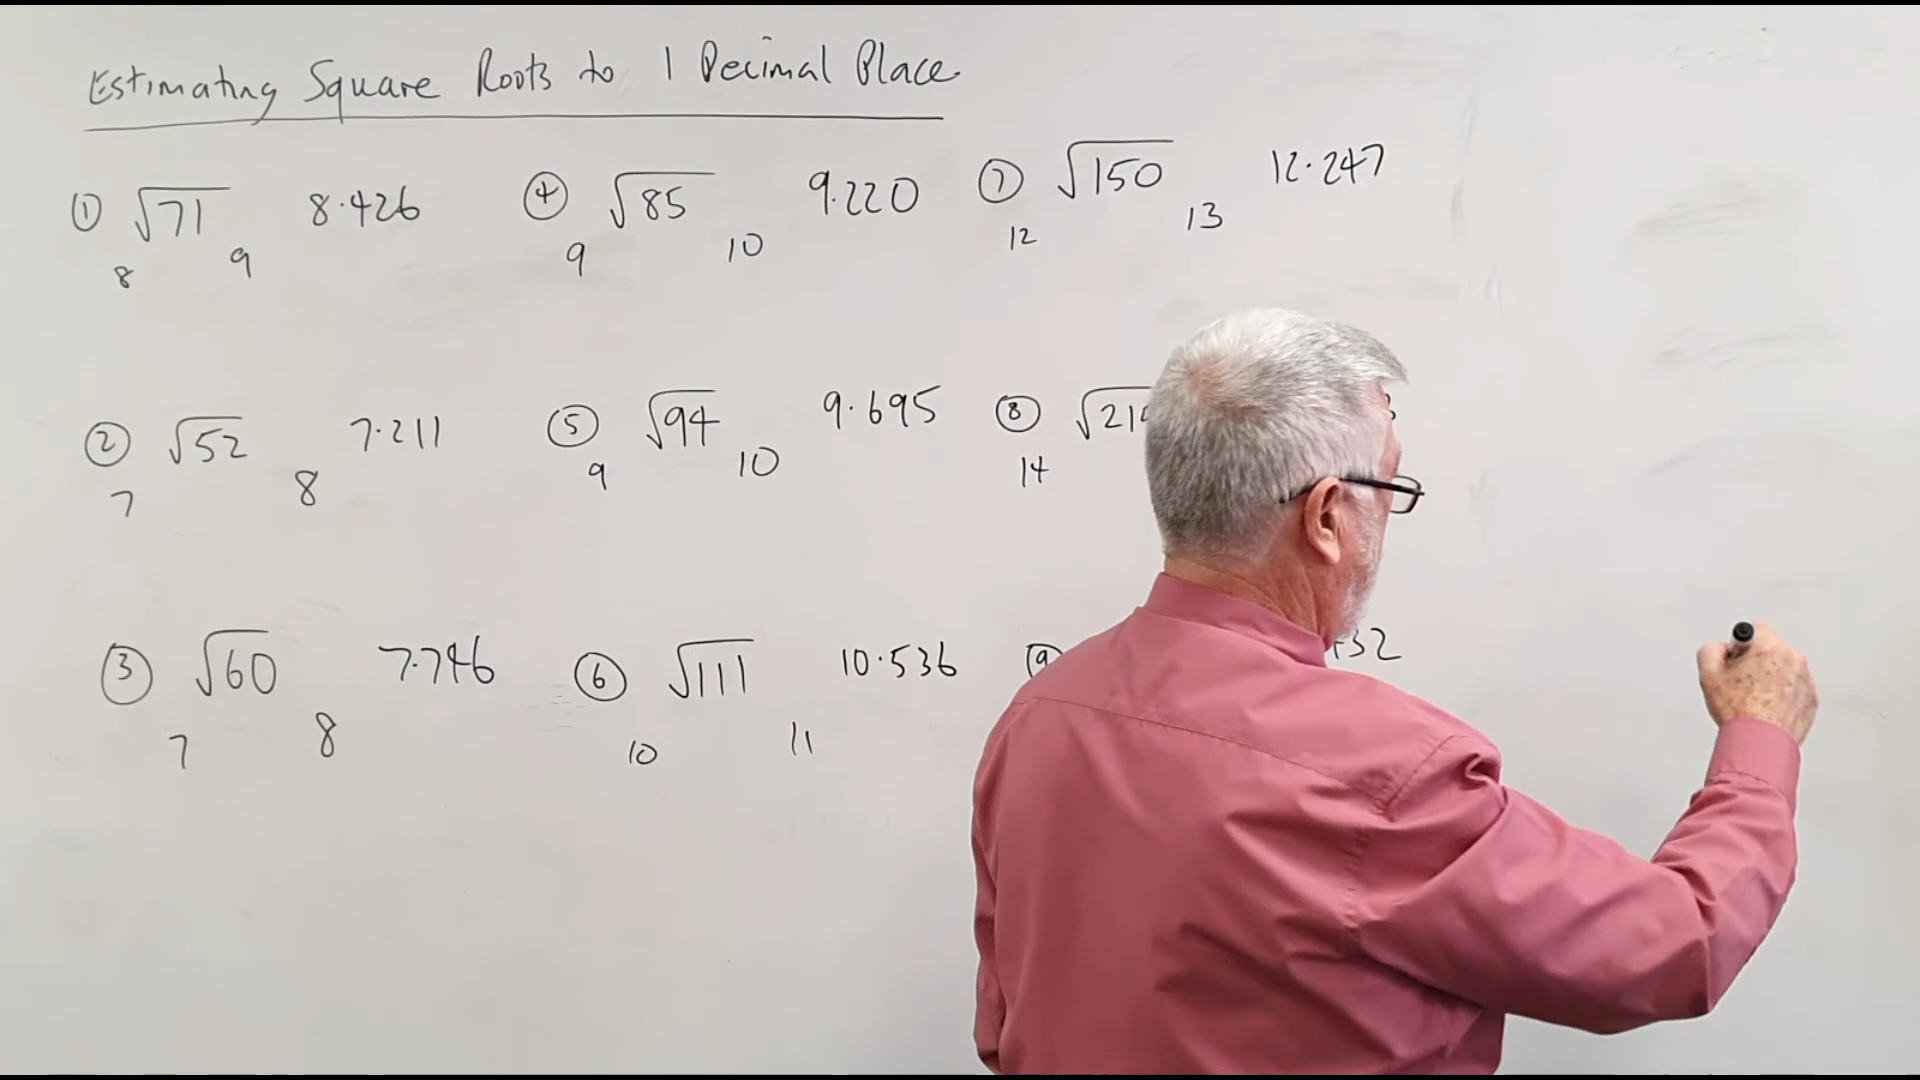 Estimating Square Roots to 1 Decimal Place.
① √71 8.426
8 9
④ √85 9.220
9 10
⑦ √150 12.247
12 13
② √52 7.211
7 8
⑤ √94 9.695
9 10
⑧
14
③ √60 7.746
7 8
⑥ √111 10.536
10 11
⑨ 32